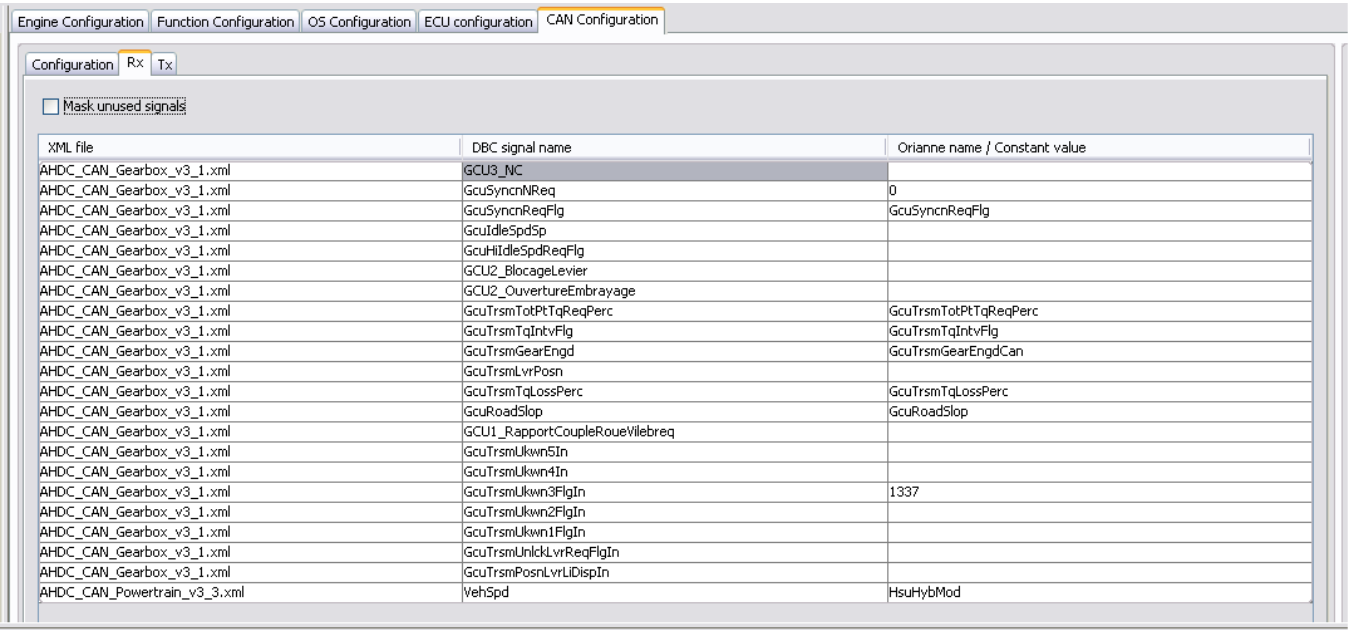 Engine Configuration Function Configuration OS Configuration ECU configuration CAN Configuration
Configuration Rx Tx
Mask unused signals
XML file DBC signal name Orianne name / Constant value
AHDC_CAN_Gearbox_v3_1.xml GCU3_NC
AHDC_CAN_Gearbox_v3_1.xml GcuSyncnNReq 0
AHDC_CAN_Gearbox_v3_1.xml GcuSyncnReqFlg GcuSyncnReqFlg
AHDC_CAN_Gearbox_v3_1.xml GcuIdleSpdSp
AHDC_CAN_Gearbox_v3_1.xml GcuHiIdleSpdReqFlg
AHDC_CAN_Gearbox_v3_1.xml GCU2_BlocageLevier
AHDC_CAN_Gearbox_v3_1.xml GCU2_OuvertureEmbrayage
AHDC_CAN_Gearbox_v3_1.xml GcuTrsmTotPtTqReqPerc GcuTrsmTotPtTqReqPerc
AHDC_CAN_Gearbox_v3_1.xml GcuTrsmTqIntvFlg GcuTrsmTqIntvFlg
AHDC_CAN_Gearbox_v3_1.xml GcuTrsmGearEngd GcuTrsmGearEngdCan
AHDC_CAN_Gearbox_v3_1.xml GcuTrsmLvrPosn
AHDC_CAN_Gearbox_v3_1.xml GcuTrsmTqLossPerc GcuTrsmTqLossPerc
AHDC_CAN_Gearbox_v3_1.xml GcuRoadSlop GcuRoadSlop
AHDC_CAN_Gearbox_v3_1.xml GCU1_RapportCoupleRoueVilebreq
AHDC_CAN_Gearbox_v3_1.xml GcuTrsmUkwn5In
AHDC_CAN_Gearbox_v3_1.xml GcuTrsmUkwn4In
AHDC_CAN_Gearbox_v3_1.xml GcuTrsmUkwn3FlgIn 1337
AHDC_CAN_Gearbox_v3_1.xml GcuTrsmUkwn2FlgIn
AHDC_CAN_Gearbox_v3_1.xml GcuTrsmUkwn1FlgIn
AHDC_CAN_Gearbox_v3_1.xml GcuTrsmUnlckLvrReqFlgIn
AHDC_CAN_Gearbox_v3_1.xml GcuTrsmPosnLvrLiDispIn
AHDC_CAN_Powertrain_v3_3.xml VehSpd HsuHybMod